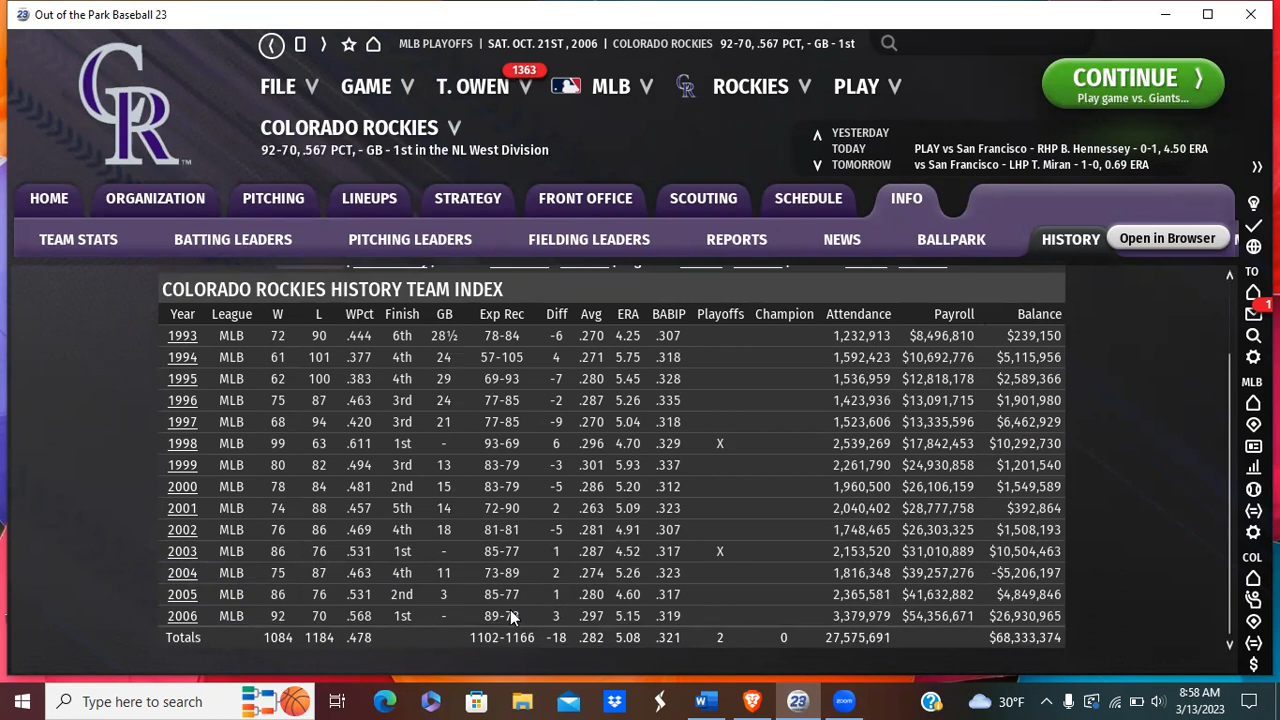 Out of the Park Baseball 23
MLB PLAYOFFS | SAT. OCT. 21ST , 2006 | COLORADO ROCKIES 92-70, .567 PCT, - GB - 1st
FILE GAME T. OWEN 1363 MLB ROCKIES PLAY
CONTINUE
Play game vs. Giants...
COLORADO ROCKIES
92-70, .567 PCT, - GB - 1st in the NL West Division
YESTERDAY
TODAY PLAY vs San Francisco - RHP B. Hennessey - 0-1, 4.50 ERA
TOMORROW vs San Francisco - LHP T. Miran - 1-0, 0.69 ERA
HOME ORGANIZATION PITCHING LINEUPS STRATEGY FRONT OFFICE SCOUTING SCHEDULE INFO
TEAM STATS BATTING LEADERS PITCHING LEADERS FIELDING LEADERS REPORTS NEWS BALLPARK HISTORY Open in Browser
COLORADO ROCKIES HISTORY TEAM INDEX
Year League W L WPct Finish GB Exp Rec Diff Avg ERA BABIP Playoffs Champion Attendance Payroll Balance
1993 MLB 72 90 .444 6th 28½ 78-84 -6 .270 4.25 .307 1,232,913 $8,496,810 $239,150
1994 MLB 61 101 .377 4th 24 57-105 4 .271 5.75 .318 1,592,423 $10,692,776 $5,115,956
1995 MLB 62 100 .383 4th 29 69-93 -7 .280 5.45 .328 1,536,959 $12,818,178 $2,589,366
1996 MLB 75 87 .463 3rd 24 77-85 -2 .287 5.26 .335 1,423,936 $13,091,715 $1,901,980
1997 MLB 68 94 .420 3rd 21 77-85 -9 .270 5.04 .318 1,523,606 $13,335,596 $6,462,929
1998 MLB 99 63 .611 1st - 93-69 6 .296 4.70 .329 X 2,539,269 $17,842,453 $10,292,730
1999 MLB 80 82 .494 3rd 13 83-79 -3 .301 5.93 .337 2,261,790 $24,930,858 $1,201,540
2000 MLB 78 84 .481 2nd 15 83-79 -5 .286 5.20 .312 1,960,500 $26,106,159 $1,549,589
2001 MLB 74 88 .457 5th 14 72-90 2 .263 5.09 .323 2,040,402 $28,777,758 $392,864
2002 MLB 76 86 .469 4th 18 81-81 -5 .281 4.91 .307 1,748,465 $26,303,325 $1,508,193
2003 MLB 86 76 .531 1st - 85-77 1 .287 4.52 .317 X 2,153,520 $31,010,889 $10,504,463
2004 MLB 75 87 .463 4th 11 73-89 2 .274 5.26 .323 1,816,348 $39,257,246 -$5,206,197
2005 MLB 86 76 .531 2nd 3 85-77 1 .280 4.60 .317 2,365,581 $41,632,882 $4,849,846
2006 MLB 92 70 .568 1st - 3 .297 5.15 .319 3,379,979 $54,356,671 $26,930,965
Totals 1084 1184 .478 1102-1166 -18 .282 5.08 .321 2 0 27,575,691 $68,333,374
TO
1
MLB
COL
Type here to search
23
30°F
8:58 AM
3/13/2023